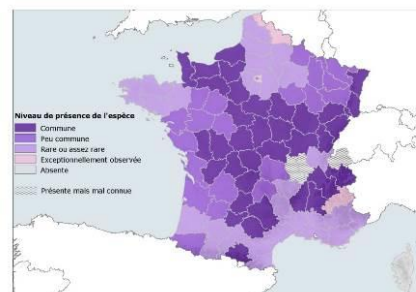 Niveau de présence de l'espèce
Commune
Peu commune
Rare ou assez rare
Exceptionnellement observée
Absente
Présente mais mal connue